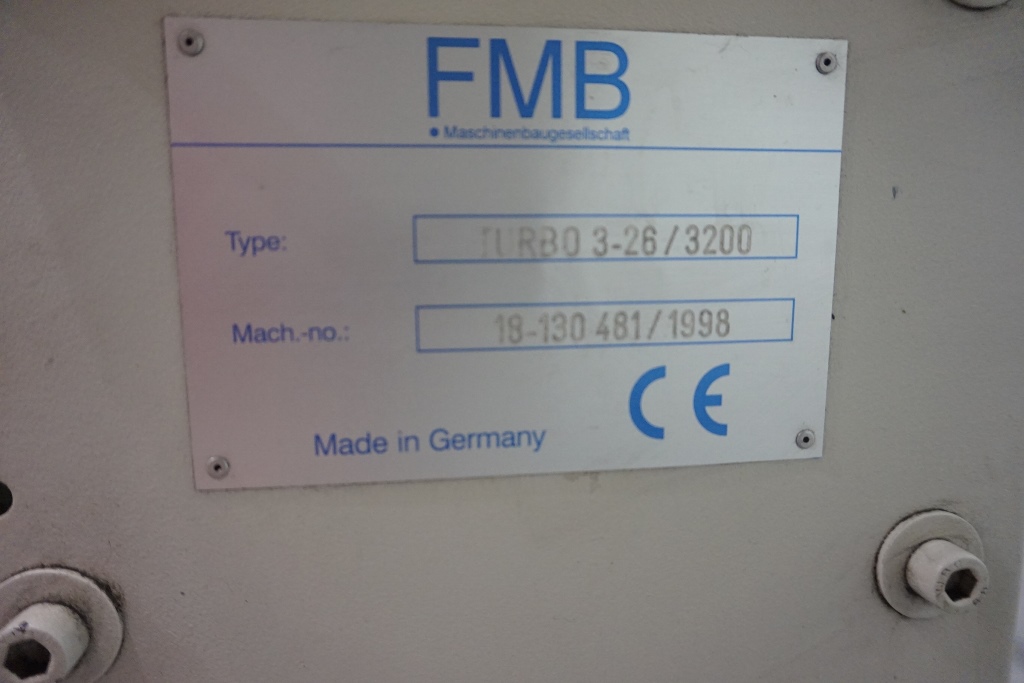 FMB
• Maschinenbaugesellschaft
Type: TURBO 3-26/3200
Mach.-no.: 18-130 481/1998
CE
Made in Germany